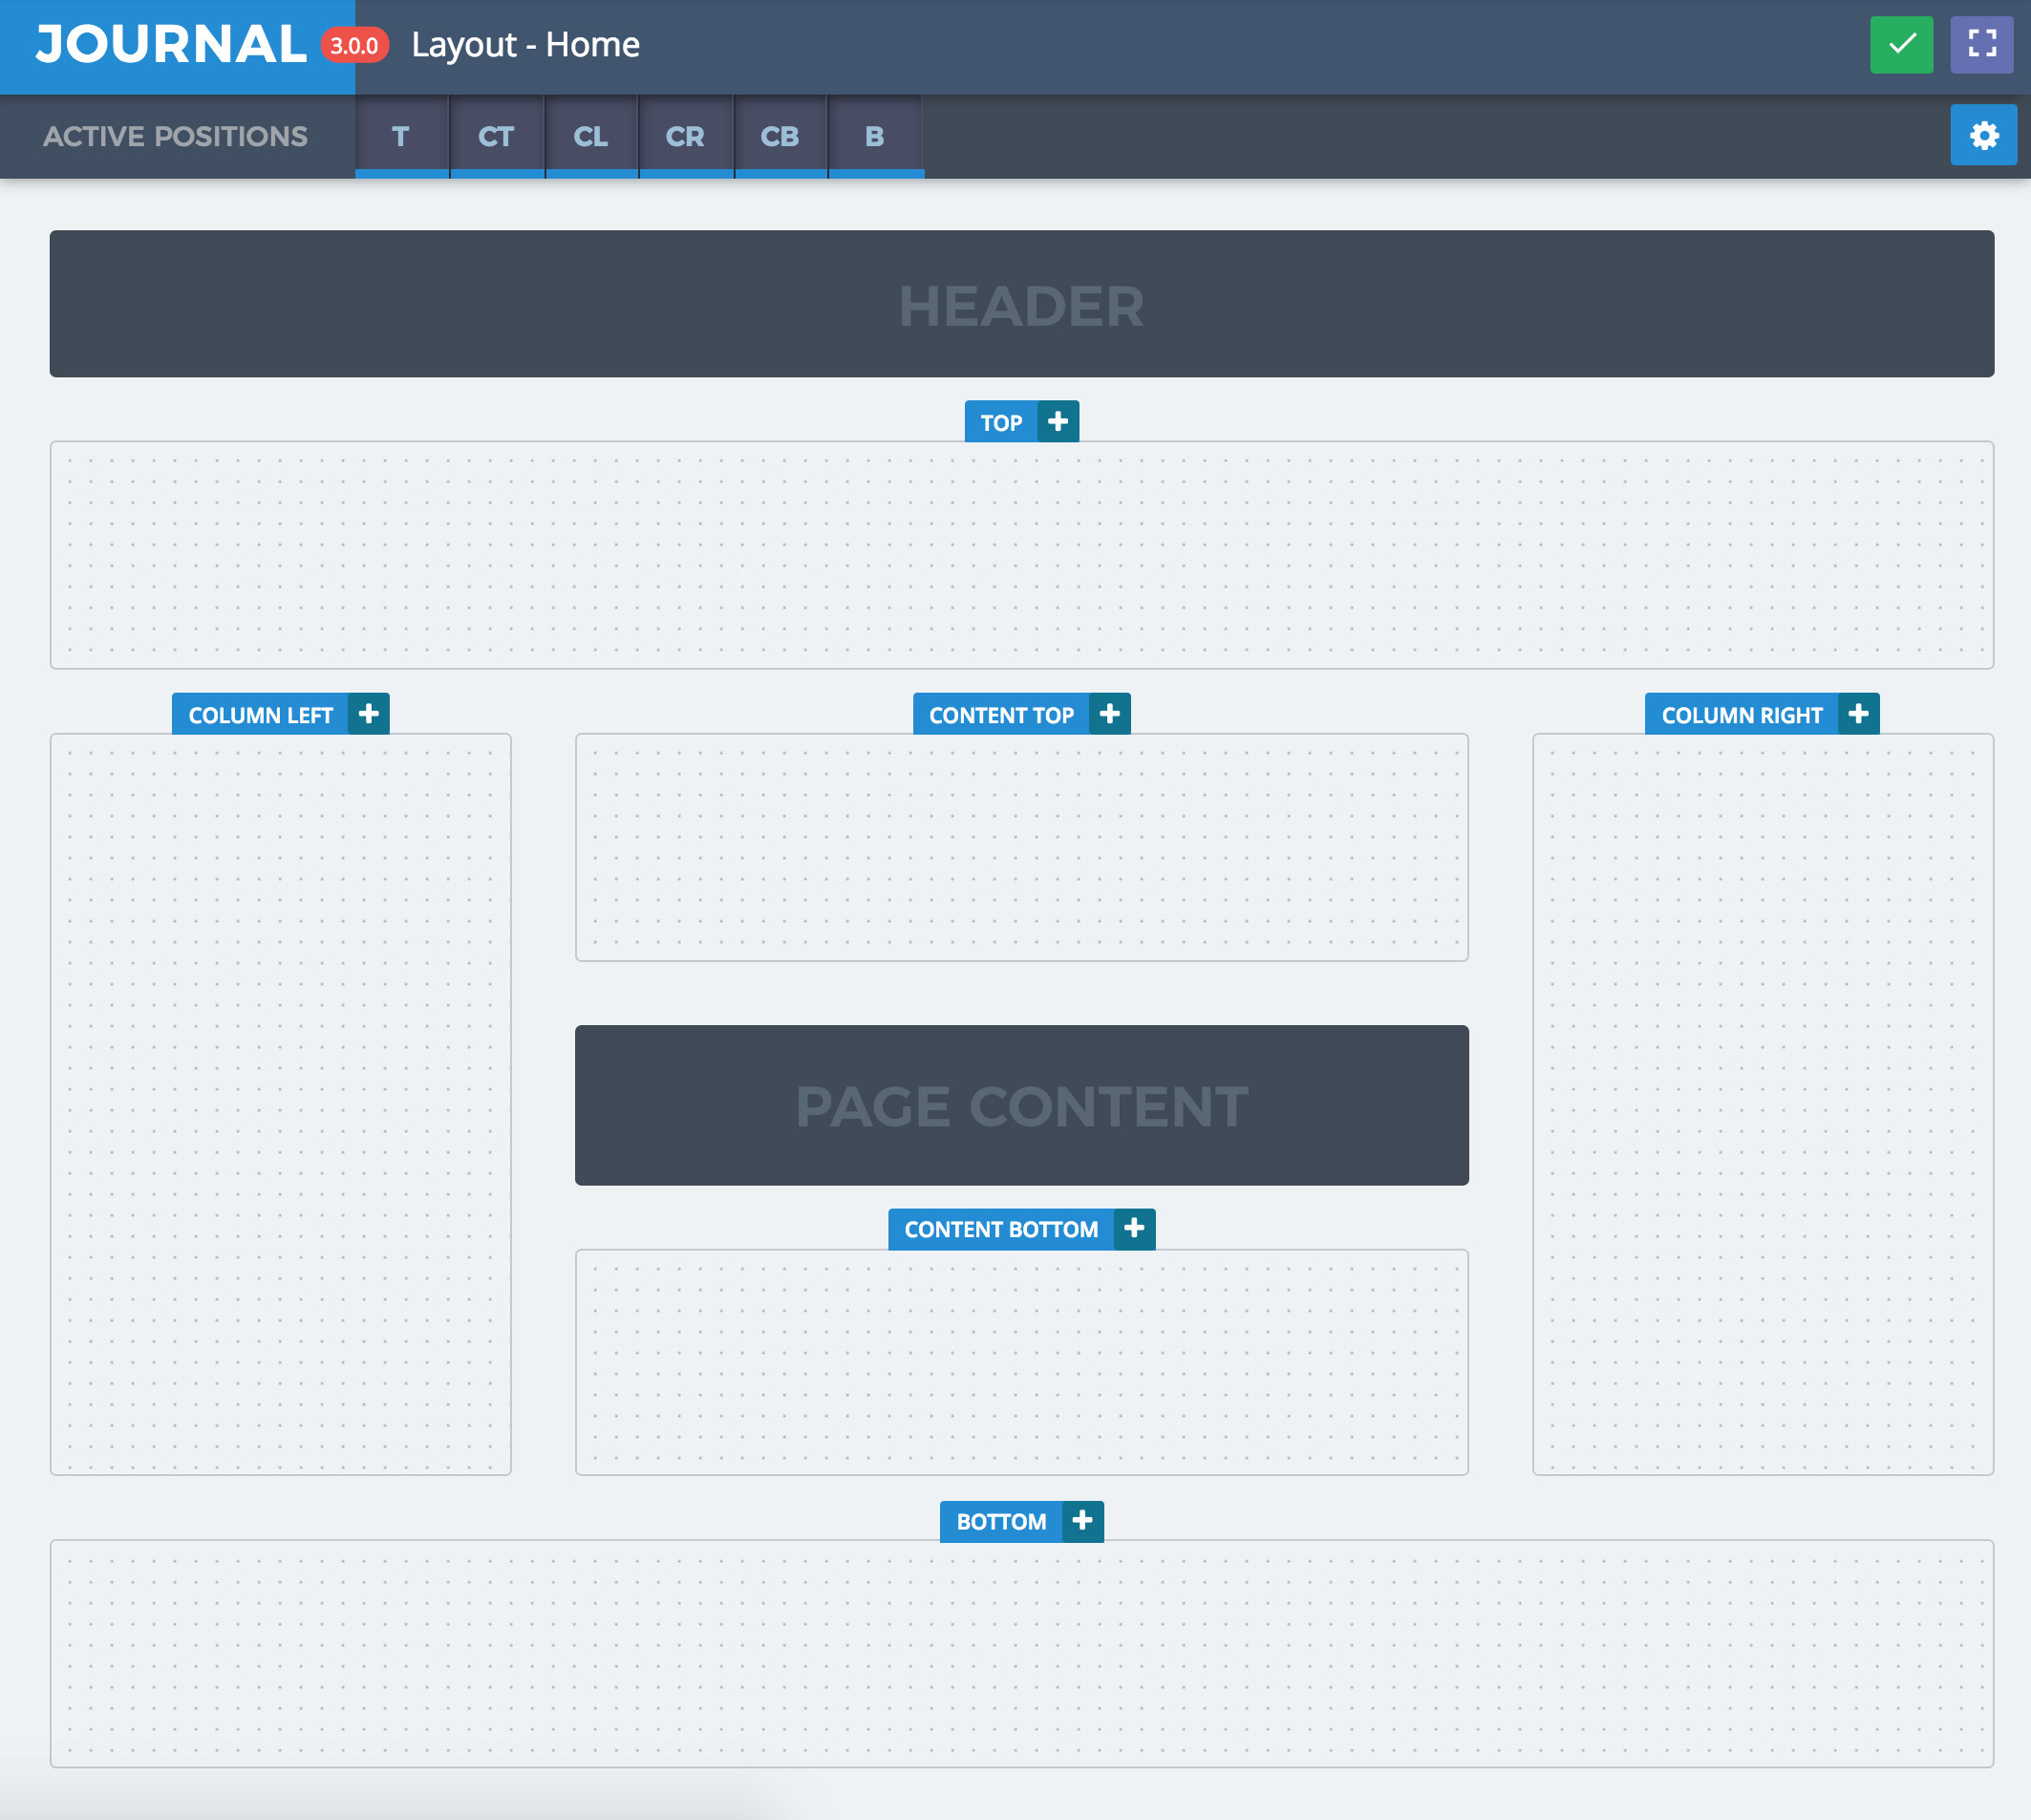 JOURNAL 3.0.0 Layout - Home
ACTIVE POSITIONS T CT CL CR CB B
HEADER
TOP
COLUMN LEFT CONTENT TOP COLUMN RIGHT
PAGE CONTENT
CONTENT BOTTOM
BOTTOM